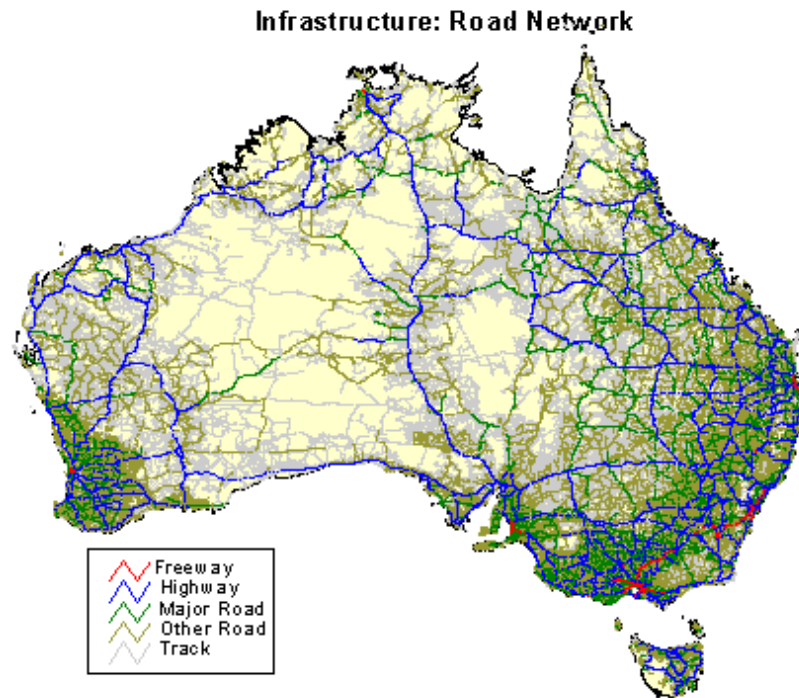 Infrastructure: Road Network
Freeway
Highway
Major Road
Other Road
Track